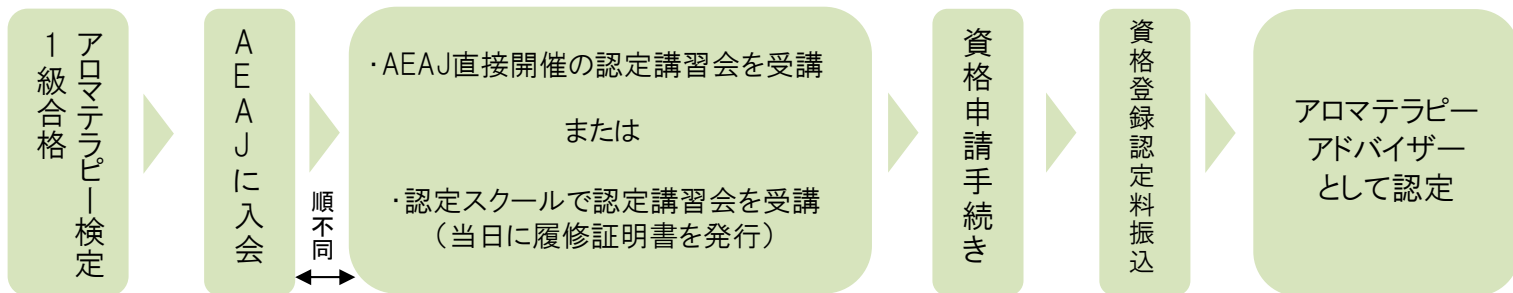 アロマテラピー検定
1級合格
AEAJに入会
順不同
・AEAJ直接開催の認定講習会を受講
または
・認定スクールで認定講習会を受講
（当日に履修証明書を発行）
資格申請手続き
資格登録認定料振込
アロマテラピー
アドバイザー
として認定